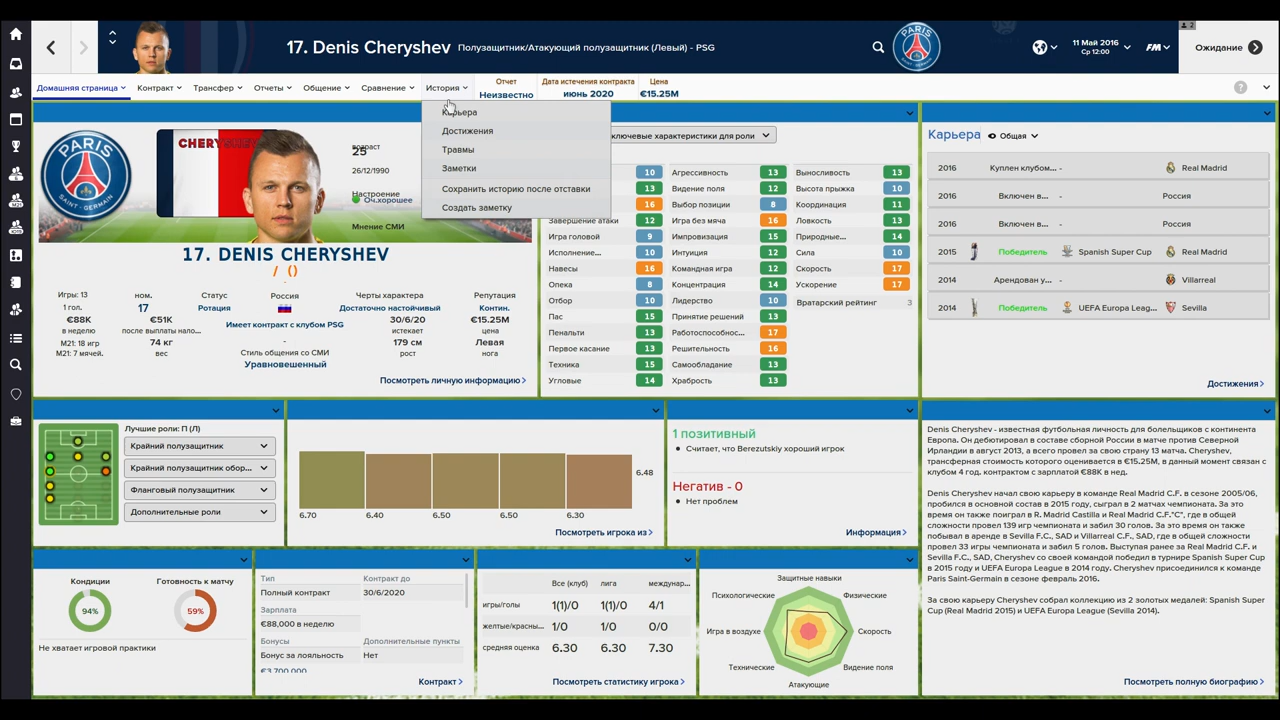 17. Denis Cheryshev Полузащитник/Атакующий полузащитник (Левый) - PSG
2
11 Май 2016
Ср 12:00
FM
Ожидание
Домашняя страница
Контракт
Трансфер
Отчеты
Общение
Сравнение
История
Отчет
Неизвестно
Дата истечения контракта
июнь 2020
Цена
€15.25M
Карьера
Достижения
Травмы
Заметки
Сохранить историю после отставки
Создать заметку
PARIS
SAINT-GERMAIN
возраст
25
26/12/1990
Настроение
Оч.хорошее
Мнение СМИ
17. DENIS CHERYSHEV
/ ()
-
Игры: 13
1 гол.
€88K
в неделю
М21: 18 игр
М21: 7 мячей.
ном.
17
€51K
после выплаты нало...
74 кг
вес
Статус
Ротация
Россия
Имеет контракт с клубом PSG
-
Стиль общения со СМИ
Уравновешенный
Черты характера
Достаточно настойчивый
30/6/20
истекает
179 см
рост
Репутация
Контин.
€15.25M
цена
Левая
нога
Посмотреть личную информацию
ключевые характеристики для роли
10
13
16
Завершение атаки 12
Игра головой 9
Исполнение... 10
Навесы 16
Опека 8
Отбор 10
Пас 15
Пенальти 13
Первое касание 13
Техника 15
Угловые 14
Агрессивность 13
Видение поля 12
Выбор позиции 8
Игра без мяча 16
Импровизация 15
Интуиция 12
Командная игра 12
Концентрация 14
Лидерство 10
Принятие решений 13
Работоспособнос... 17
Решительность 16
Самообладание 13
Храбрость 13
Выносливость 13
Высота прыжка 10
Координация 11
Ловкость 13
Природные... 14
Сила 10
Скорость 17
Ускорение 17
Вратарский рейтинг 3
Карьера Общая
2016 Куплен клубом... - Real Madrid
2016 Включен в... - Россия
2016 Включен в... - Россия
2015 Победитель Spanish Super Cup Real Madrid
2014 Арендован у... - Villarreal
2014 Победитель UEFA Europa Leag... Sevilla
Достижения
Лучшие роли: П (Л)
Крайний полузащитник
Крайний полузащитник обор...
Фланговый полузащитник
Дополнительные роли
6.48
6.70 6.40 6.50 6.50 6.30
Посмотреть игрока из
1 позитивный
Считает, что Berezutskiy хороший игрок
Негатив - 0
Нет проблем
Информация
Denis Cheryshev - известная футбольная личность для болельщиков с континента
Европа. Он дебютировал в составе сборной России в матче против Северной
Ирландии в август 2013, а всего провел за свою страну 13 матча. Cheryshev,
трансферная стоимость которого оценивается в €15.25M, в данный момент связан с
клубом 4 год. контрактом с зарплатой €88K в нед.
Denis Cheryshev начал свою карьеру в команде Real Madrid C.F. в сезоне 2005/06,
пробился в основной состав в 2015 году, сыграл в 2 матчах чемпионата. За это
время он также поиграл в R. Madrid Castilla и Real Madrid C.F."C", где в общей
сложности провел 139 игр чемпионата и забил 30 голов. За это время он также
побывал в аренде в Sevilla F.C., SAD и Villarreal C.F., SAD, где в общей сложности
провел 33 игры чемпионата и забил 5 голов. Выступая ранее за Real Madrid C.F. и
Sevilla F.C., SAD, Cheryshev со своей командой победил в турнире Spanish Super Cup
в 2015 году и UEFA Europa League в 2014 году. Cheryshev присоединился к команде
Paris Saint-Germain в сезоне февраль 2016.
За свою карьеру Cheryshev собрал коллекцию из 2 золотых медалей: Spanish Super
Cup (Real Madrid 2015) и UEFA Europa League (Sevilla 2014).
Посмотреть полную биографию
Кондиции
94%
Готовность к матчу
59%
Не хватает игровой практики
Тип
Полный контракт
Контракт до
30/6/2020
Зарплата
€88,000 в неделю
Бонусы
Бонус за лояльность
€3,700,000
Дополнительные пункты
Нет
Контракт
Все (клуб) лига междунар...
игры/голы 1(1)/0 1(1)/0 4/1
желтые/красны... 1/0 1/0 0/0
средняя оценка 6.30 6.30 7.30
Посмотреть статистику игрока
Защитные навыки
Психологические
Физические
Игра в воздухе
Скорость
Технические
Видение поля
Атакующие